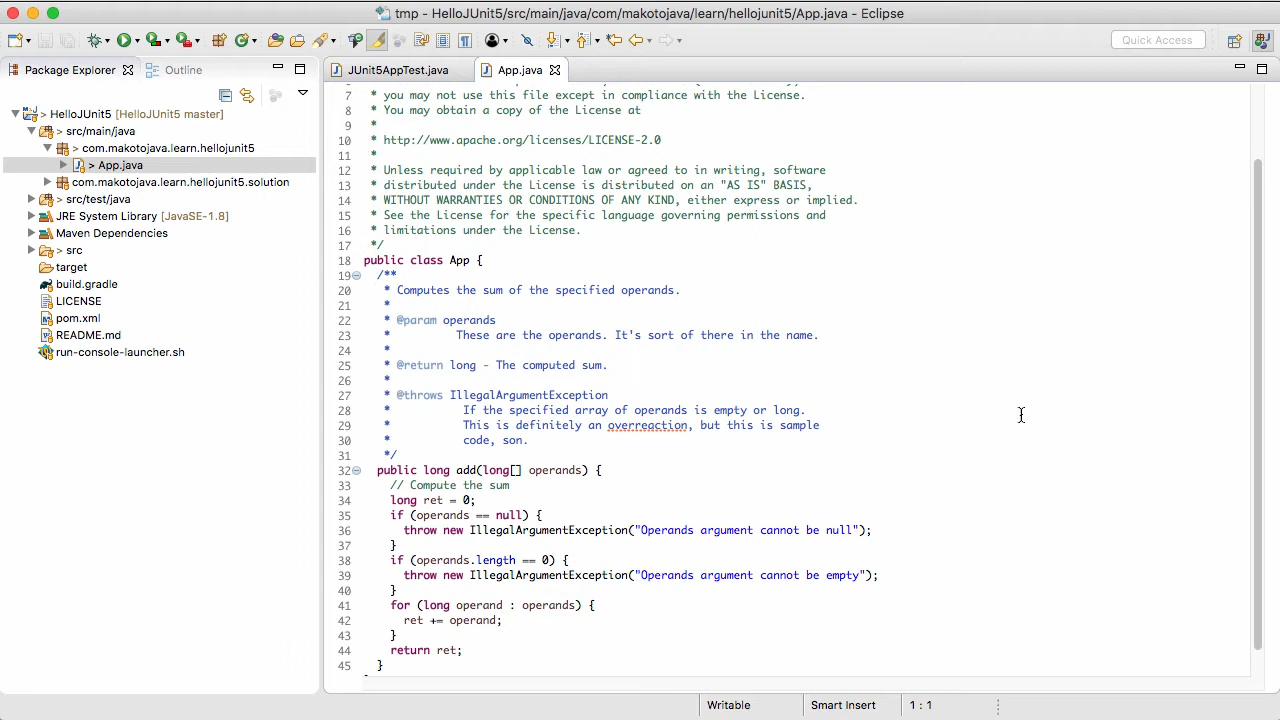 tmp - HelloJUnit5/src/main/java/com/makotojava/learn/hellojunit5/App.java - Eclipse
Quick Access
Package Explorer
Outline
JUnit5AppTest.java
App.java
> HelloJUnit5 [HelloJUnit5 master]
> src/main/java
> com.makotojava.learn.hellojunit5
> App.java
com.makotojava.learn.hellojunit5.solution
> src/test/java
JRE System Library [JavaSE-1.8]
Maven Dependencies
> src
target
build.gradle
LICENSE
pom.xml
README.md
run-console-launcher.sh
7 * you may not use this file except in compliance with the License.
8 * You may obtain a copy of the License at
9 *
10 * http://www.apache.org/licenses/LICENSE-2.0
11 *
12 * Unless required by applicable law or agreed to in writing, software
13 * distributed under the License is distributed on an "AS IS" BASIS,
14 * WITHOUT WARRANTIES OR CONDITIONS OF ANY KIND, either express or implied.
15 * See the License for the specific language governing permissions and
16 * limitations under the License.
17 */
18 public class App {
19 /**
20 * Computes the sum of the specified operands.
21 *
22 * @param operands
23 * These are the operands. It's sort of there in the name.
24 *
25 * @return long - The computed sum.
26 *
27 * @throws IllegalArgumentException
28 * If the specified array of operands is empty or long.
29 * This is definitely an overreaction, but this is sample
30 * code, son.
31 */
32 public long add(long[] operands) {
33 // Compute the sum
34 long ret = 0;
35 if (operands == null) {
36 throw new IllegalArgumentException("Operands argument cannot be null");
37 }
38 if (operands.length == 0) {
39 throw new IllegalArgumentException("Operands argument cannot be empty");
40 }
41 for (long operand : operands) {
42 ret += operand;
43 }
44 return ret;
45 }
Writable
Smart Insert
1 : 1